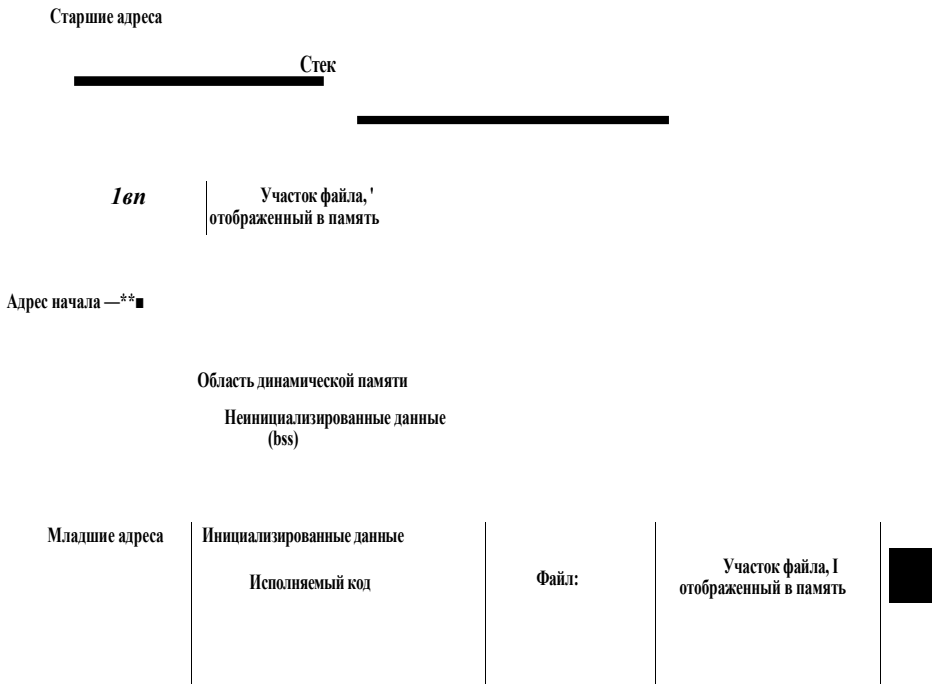 Старшие адреса
Стек
1вп
Участок файла, '
отображенный в память
Адрес начала —**■
Область динамической памяти
Неинициализированные данные
(bss)
Младшие адреса
Инициализированные данные
Исполняемый код
Файл:
Участок файла, I
отображенный в память